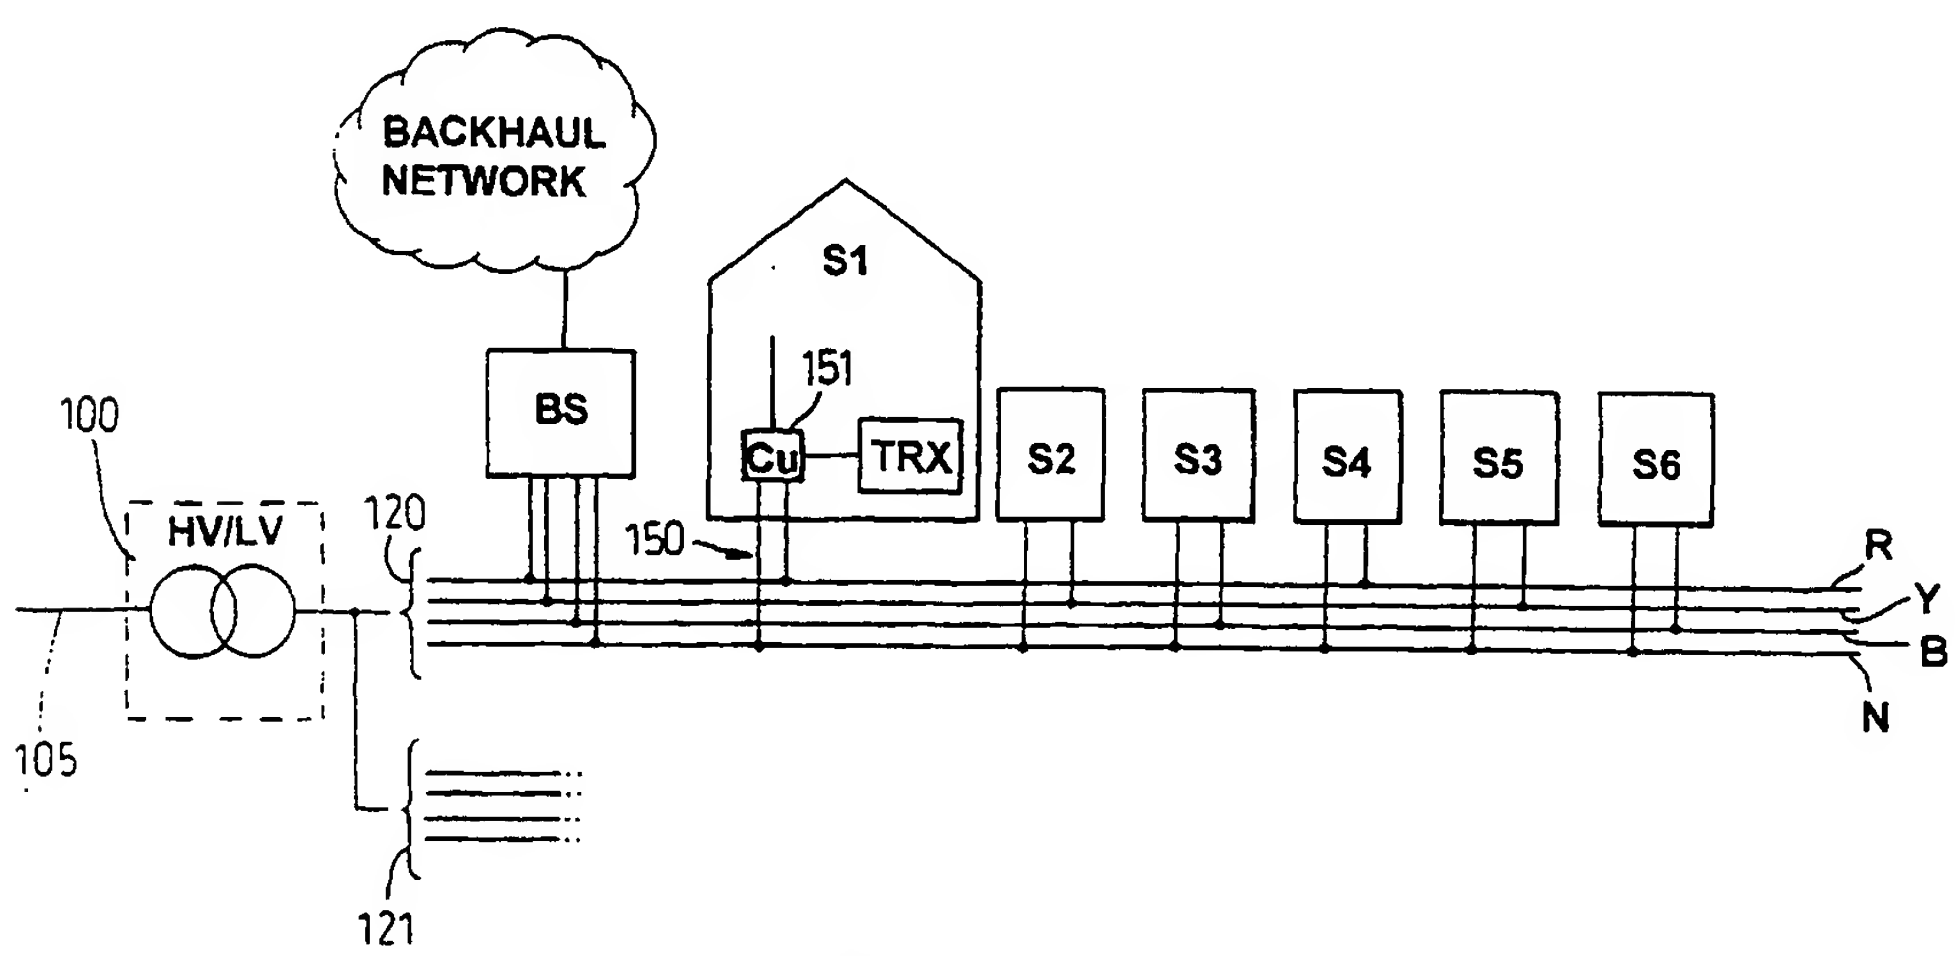 BACKHAUL
NETWORK
S1
151
BS
Cu
TRX
S2
S3
S4
S5
S6
100
HV/LV
120
150
R
Y
B
N
105
121